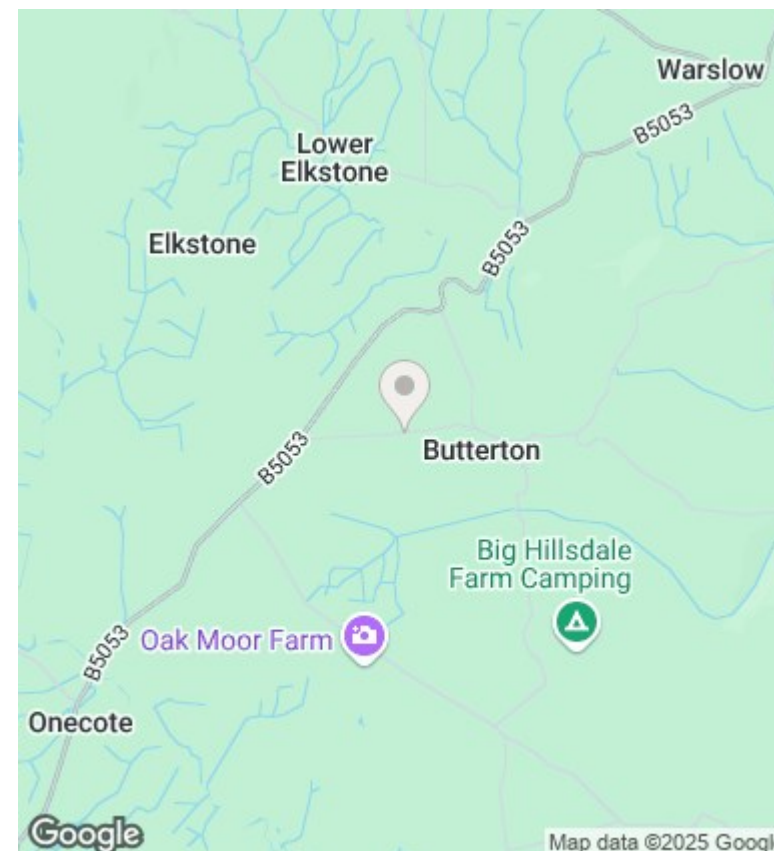 Warslow
B5053
Lower
Elkstone
Elkstone
B5053
B5053
Butterton
Big Hillsdale
Farm Camping
Oak Moor Farm
B5053
Onecote
Google
Map data ©2025 Googl